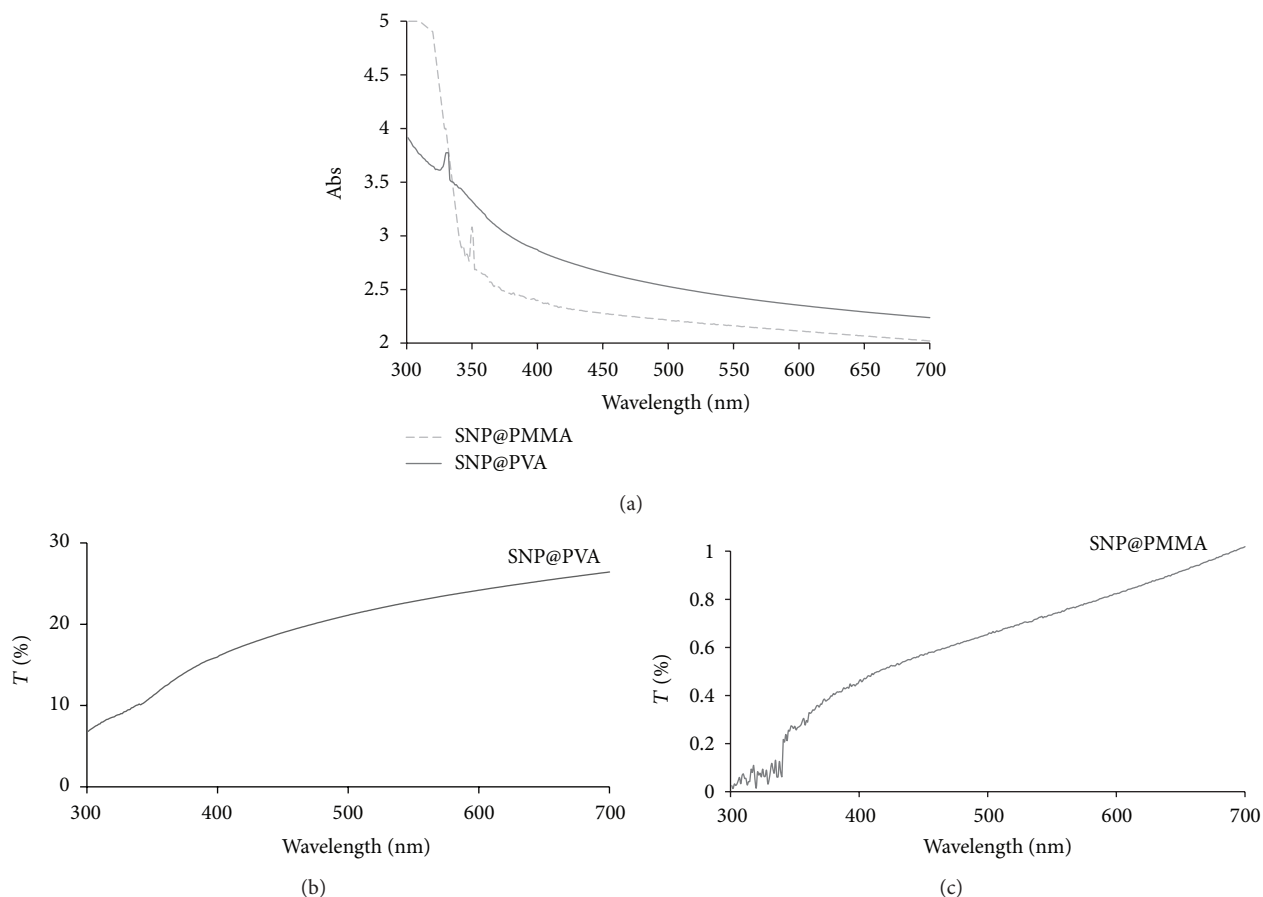 5
4.5
4
3.5
3
2.5
2
Abs
300 350 400 450 500 550 600 650 700
Wavelength (nm)
SNP@PMMA
SNP@PVA
(a)
30
20
10
0
T (%)
SNP@PVA
300 400 500 600 700
Wavelength (nm)
(b)
1
0.8
0.6
0.4
0.2
0
T (%)
SNP@PMMA
300 400 500 600 700
Wavelength (nm)
(c)